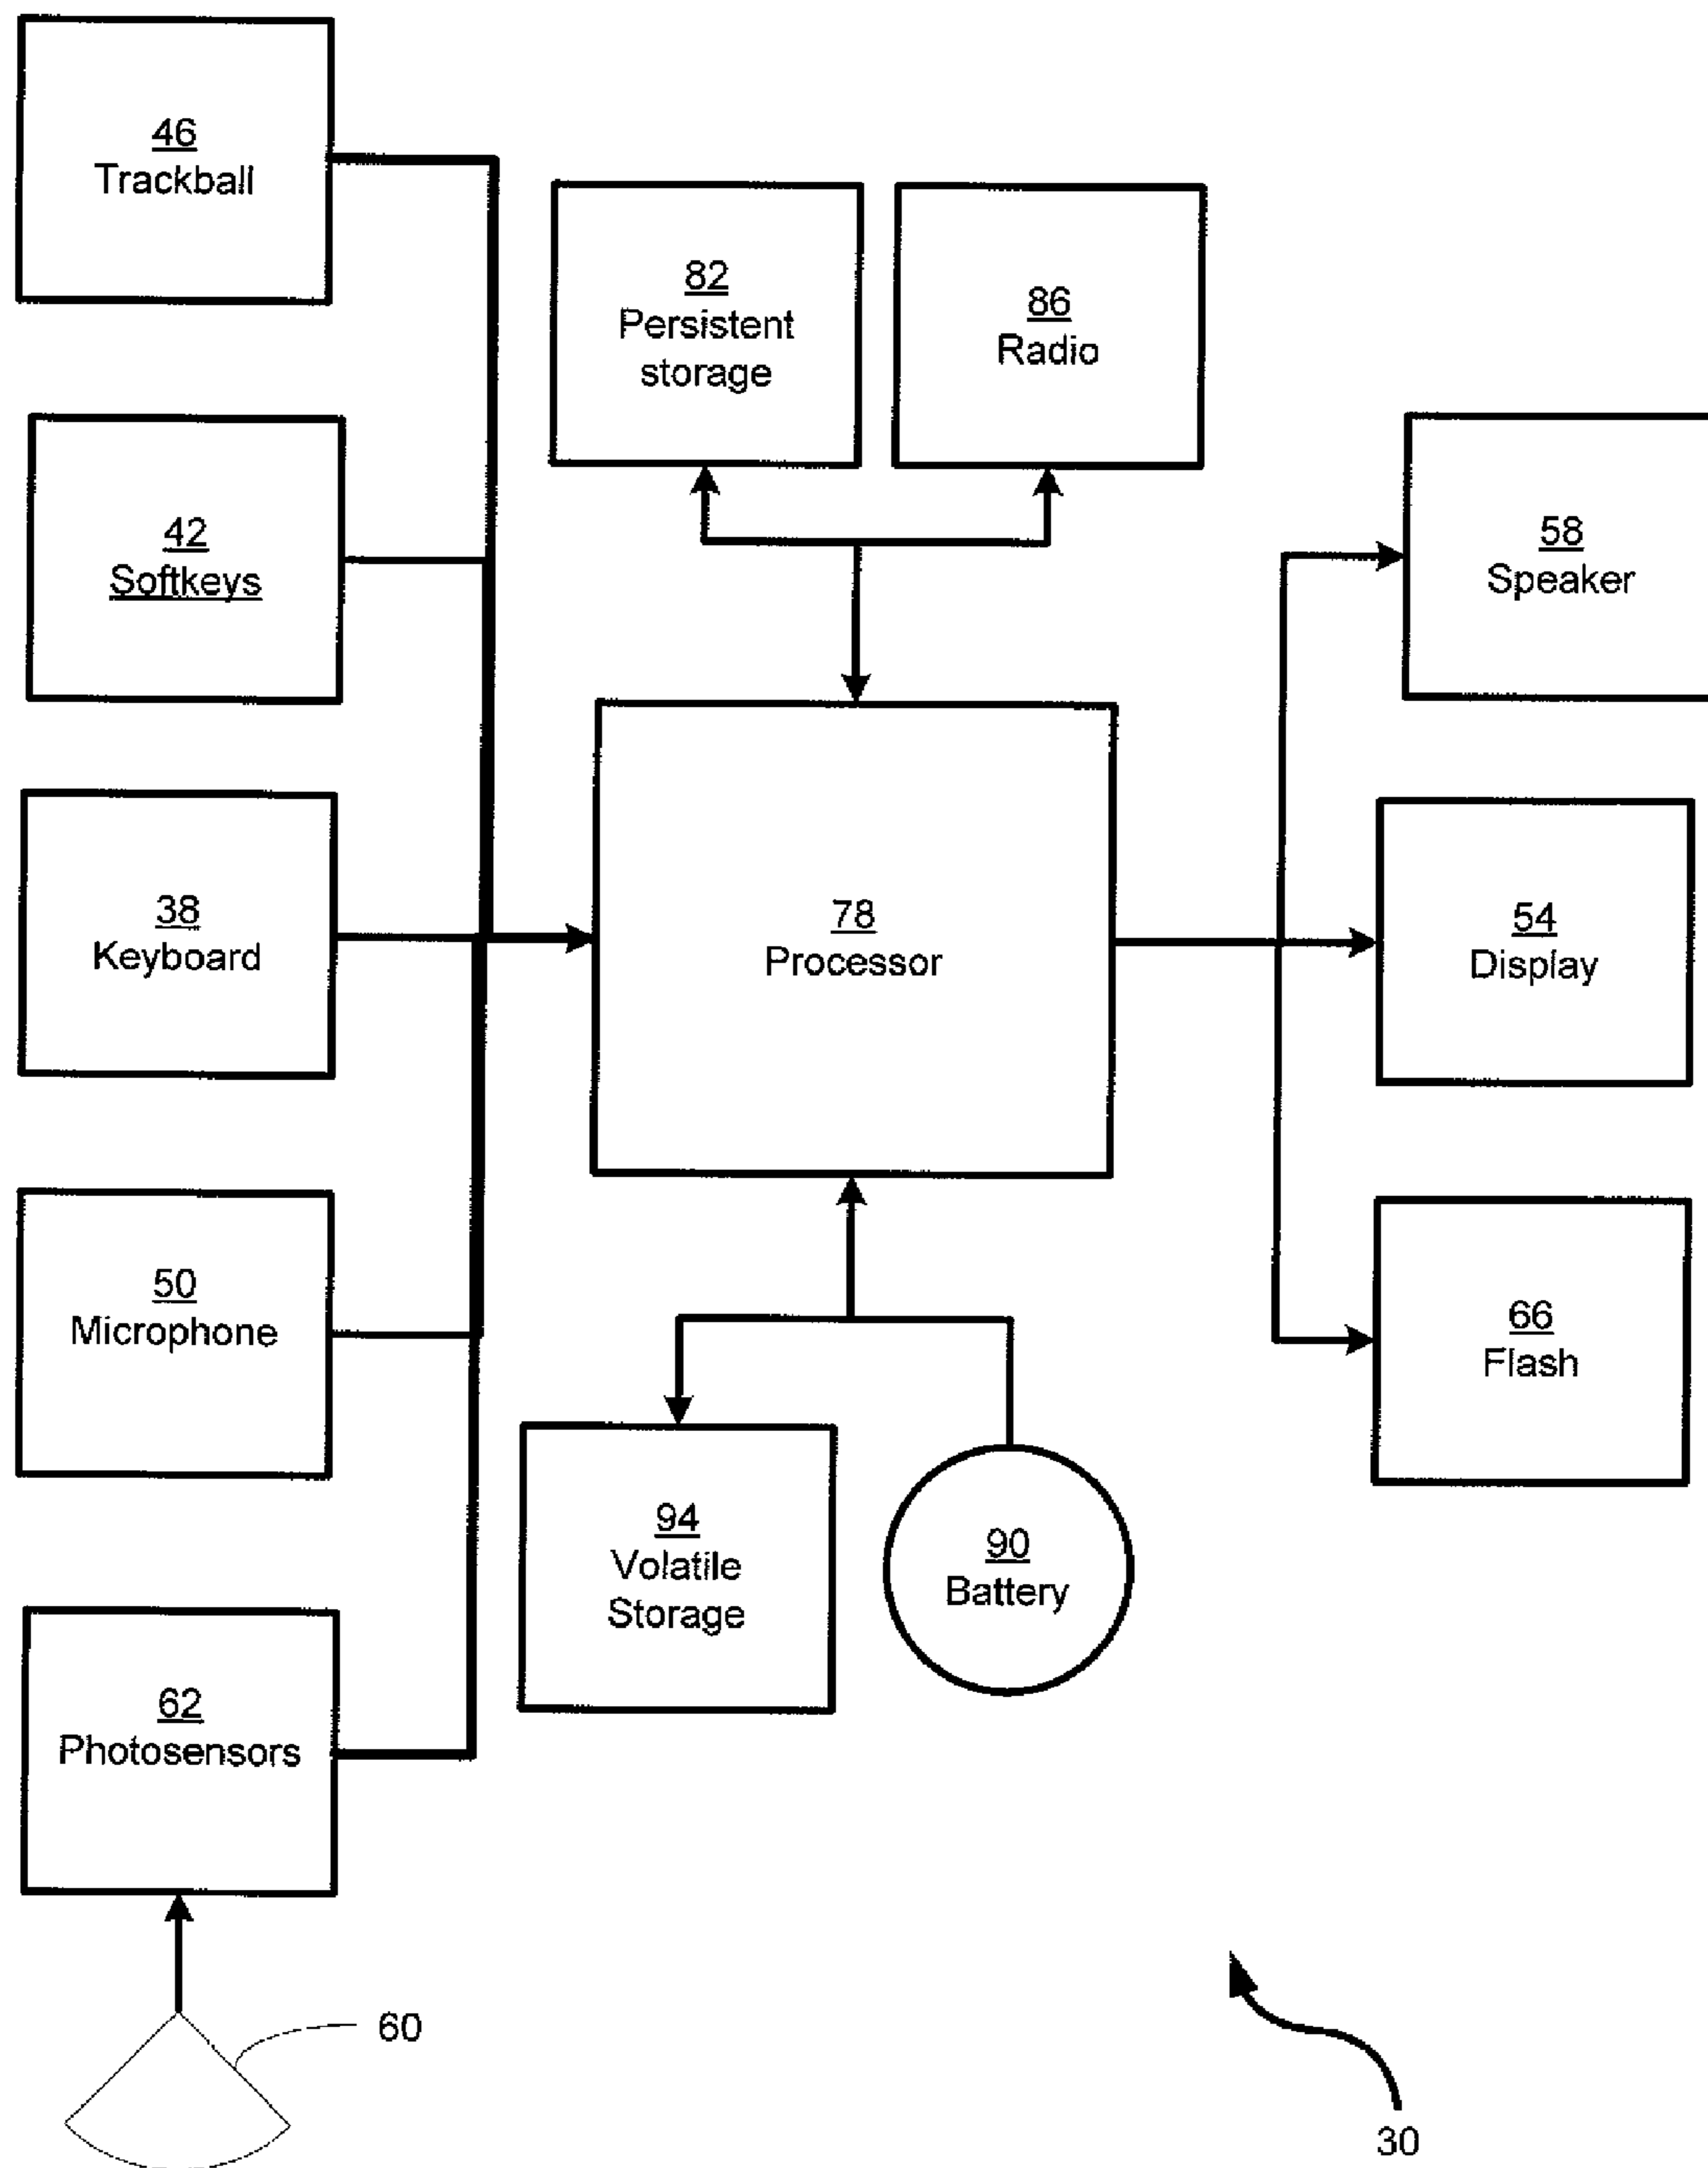 46
Trackball
82
Persistent
storage
86
Radio
42
Softkeys
58
Speaker
38
Keyboard
78
Processor
54
Display
50
Microphone
66
Flash
94
Volatile
Storage
90
Battery
62
Photosensors
60
30